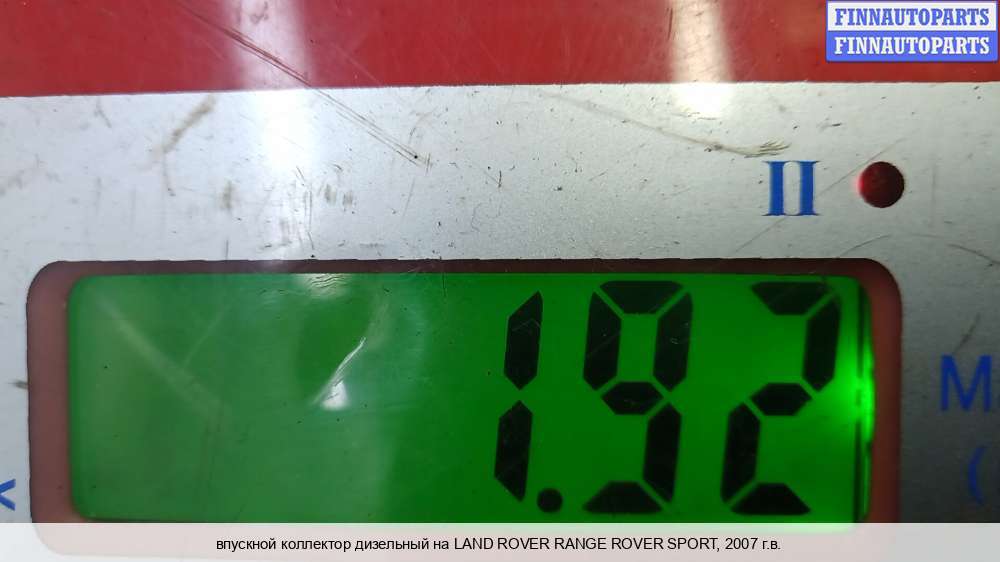 FINNAUTOPARTS
FINNAUTOPARTS
II
1.92
впускной коллектор дизельный на LAND ROVER RANGE ROVER SPORT, 2007 г.в.